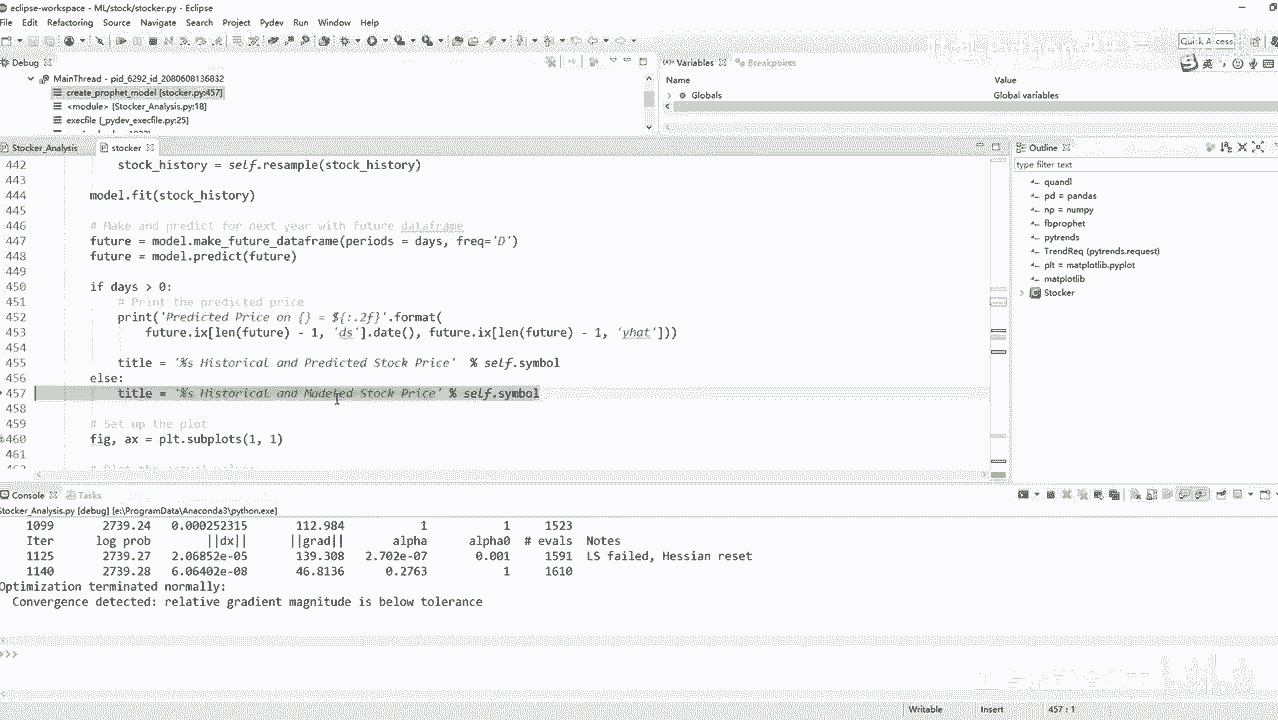 eclipse-workspace - ML/stock/stocker.py - Eclipse
File Edit Refactoring Source Navigate Search Project Pydev Run Window Help
Quick Access
Debug
MainThread - pid_6292_id_2080608136832
create_prophet_model [stocker.py:457]
<module> [Stocker_Analysis.py:18]
execfile [_pydev_execfile.py:25]
Variables Breakpoints
Name Value
Globals Global variables
Stocker_Analysis stocker
442 stock_history = self.resample(stock_history)
443
444 model.fit(stock_history)
445
446 # Make and predict for next year with future dataframe
447 future = model.make_future_dataframe(periods = days, freq='D')
448 future = model.predict(future)
449
450 if days > 0:
451 # Print the predicted price
452 print('Predicted Price on {} = ${:.2f}'.format(
453 future.ix[len(future) - 1, 'ds'].date(), future.ix[len(future) - 1, 'yhat']))
454
455 title = '%s Historical and Predicted Stock Price' % self.symbol
456 else:
457 title = '%s Historical and Modeled Stock Price' % self.symbol
458
459 # Set up the plot
460 fig, ax = plt.subplots(1, 1)
461
Outline
type filter text
quandl
pd = pandas
np = numpy
fbprophet
pytrends
TrendReq (pytrends.request)
plt = matplotlib.pyplot
matplotlib
Stocker
Console Tasks
Stocker_Analysis.py [debug] [e:\ProgramData\Anaconda3\python.exe]
1099 2739.24 0.000252315 112.984 1 1 1523
Iter log prob ||dx|| ||grad|| alpha alpha0 # evals Notes
1125 2739.27 2.06852e-05 139.308 2.702e-07 0.001 1591 LS failed, Hessian reset
1140 2739.28 6.06402e-08 46.8136 0.2763 1 1610
Optimization terminated normally:
Convergence detected: relative gradient magnitude is below tolerance
>>>
Writable Insert 457 : 1